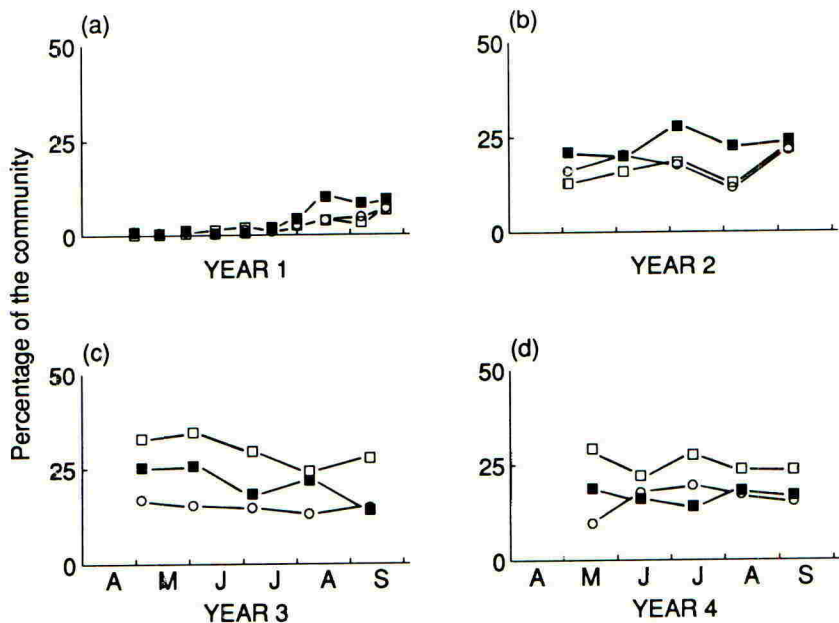 Percentage of the community
(a)
50
25
0
YEAR 1
(b)
50
25
0
YEAR 2
(c)
50
25
0
A M J J A S
YEAR 3
(d)
50
25
0
A M J J A S
YEAR 4